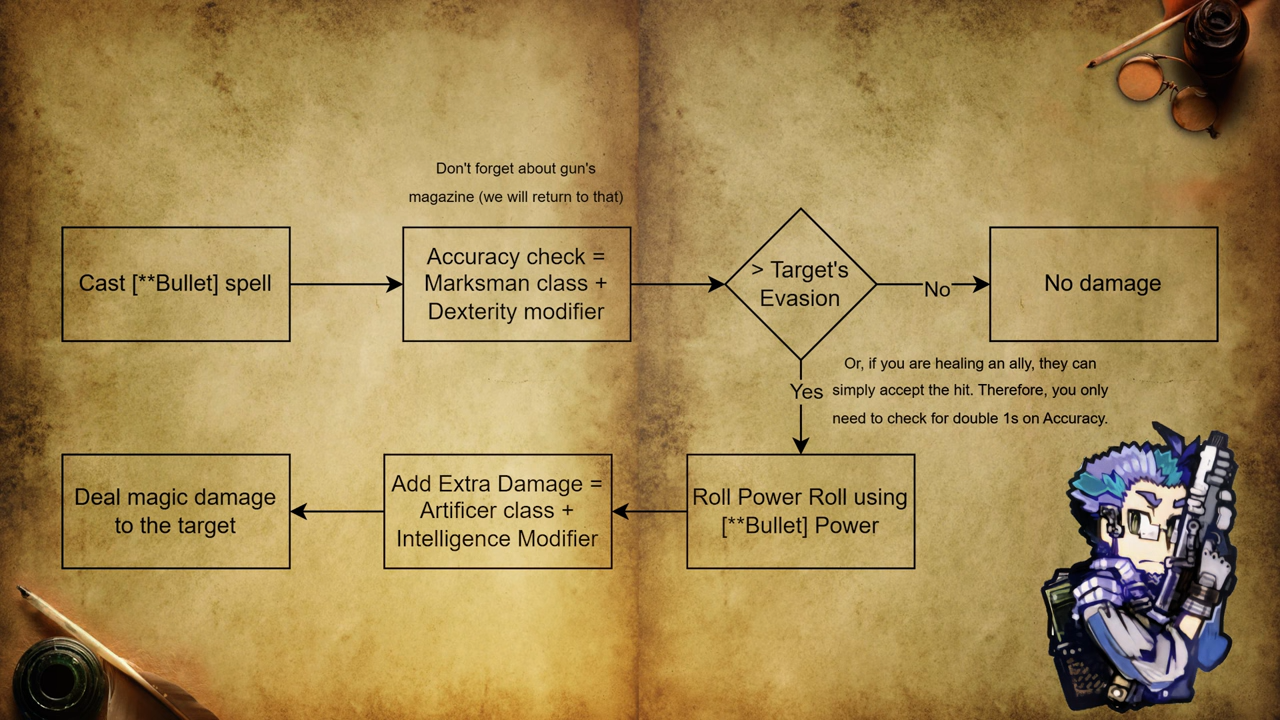 Don't forget about gun's
magazine (we will return to that)
Cast [**Bullet] spell
Accuracy check =
Marksman class +
Dexterity modifier
> Target's
Evasion
No
No damage
Yes
Or, if you are healing an ally, they can
simply accept the hit. Therefore, you only
need to check for double 1s on Accuracy.
Roll Power Roll using
[**Bullet] Power
Add Extra Damage =
Artificer class +
Intelligence Modifier
Deal magic damage
to the target